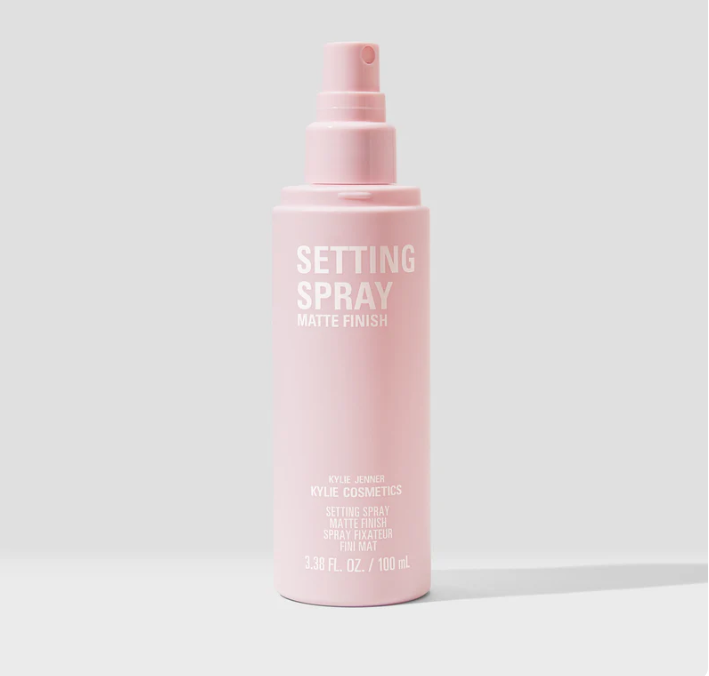 SETTING
SPRAY
MATTE FINISH
KYLIE JENNER
KYLIE COSMETICS
SETTING SPRAY
MATTE FINISH
SPRAY FIXATEUR
FINI MAT
3.38 FL. OZ. / 100 mL